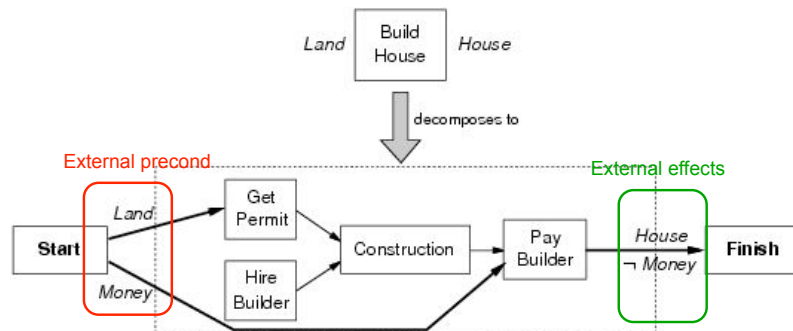 Land
Build
House
House
decomposes to
External precond
External effects
Start
Land
Money
Get
Permit
Hire
Builder
Construction
Pay
Builder
House
¬ Money
Finish